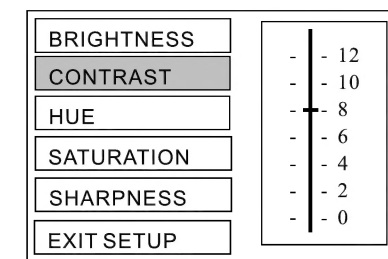 BRIGHTNESS
CONTRAST
HUE
SATURATION
SHARPNESS
EXIT SETUP
- - 12
- - 10
- - 8
- - 6
- - 4
- - 2
- - 0